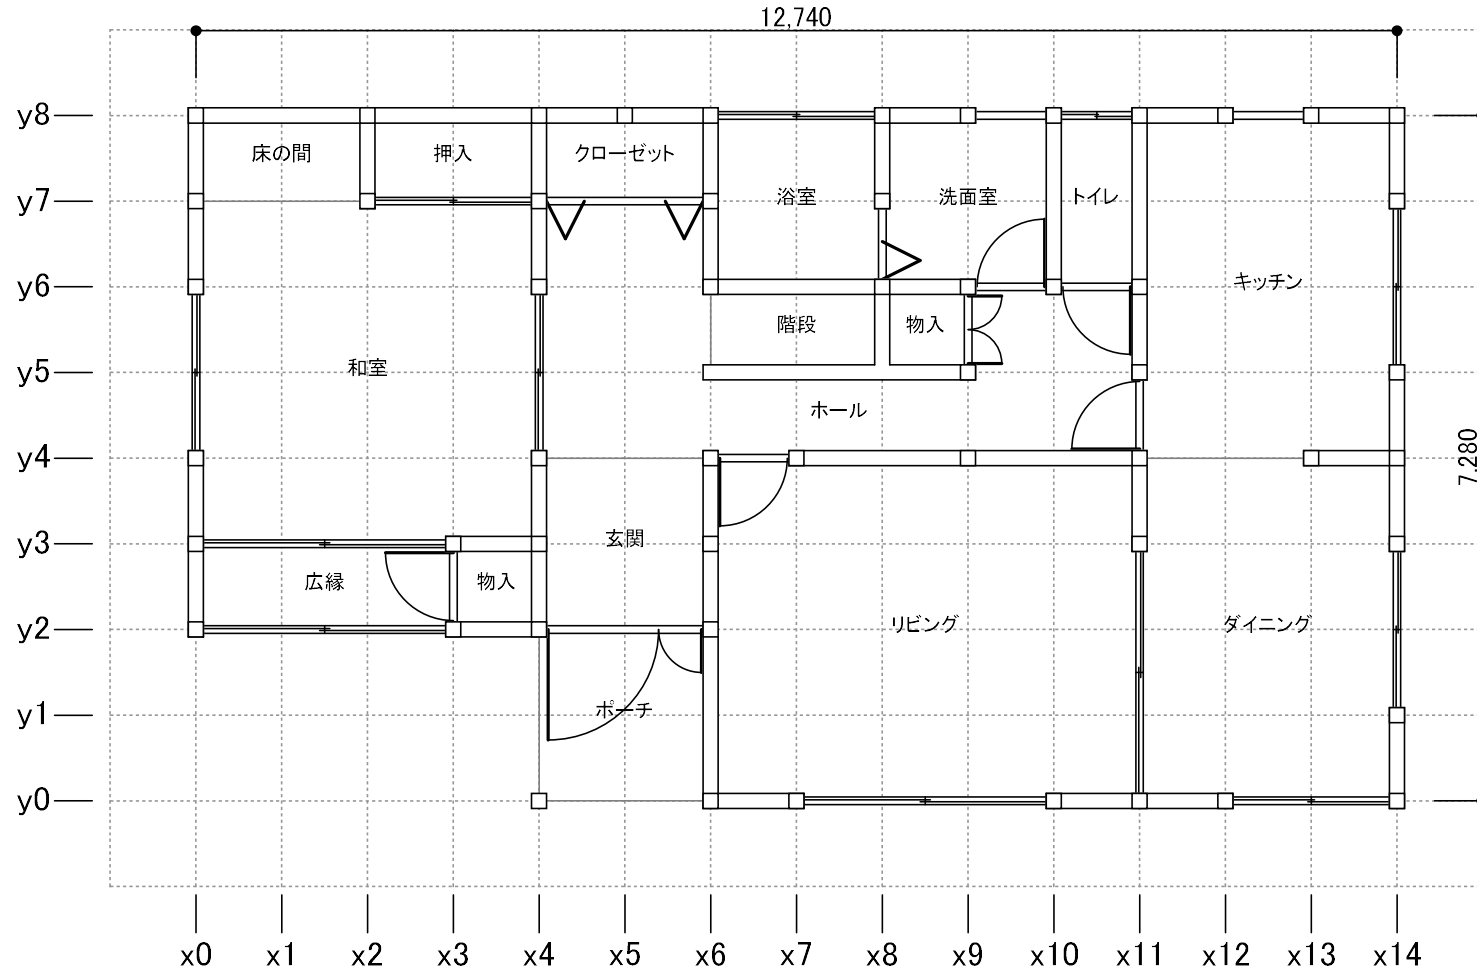 12,740
y8
床の間
押入
クローゼット
y7
浴室
洗面室
トイレ
y6
キッチン
階段
物入
y5
和室
ホール
y4
7,280
y3
玄関
広縁
物入
y2
リビング
ダイニング
y1
ポーチ
y0
x0 x1 x2 x3 x4 x5 x6 x7 x8 x9 x10 x11 x12 x13 x14